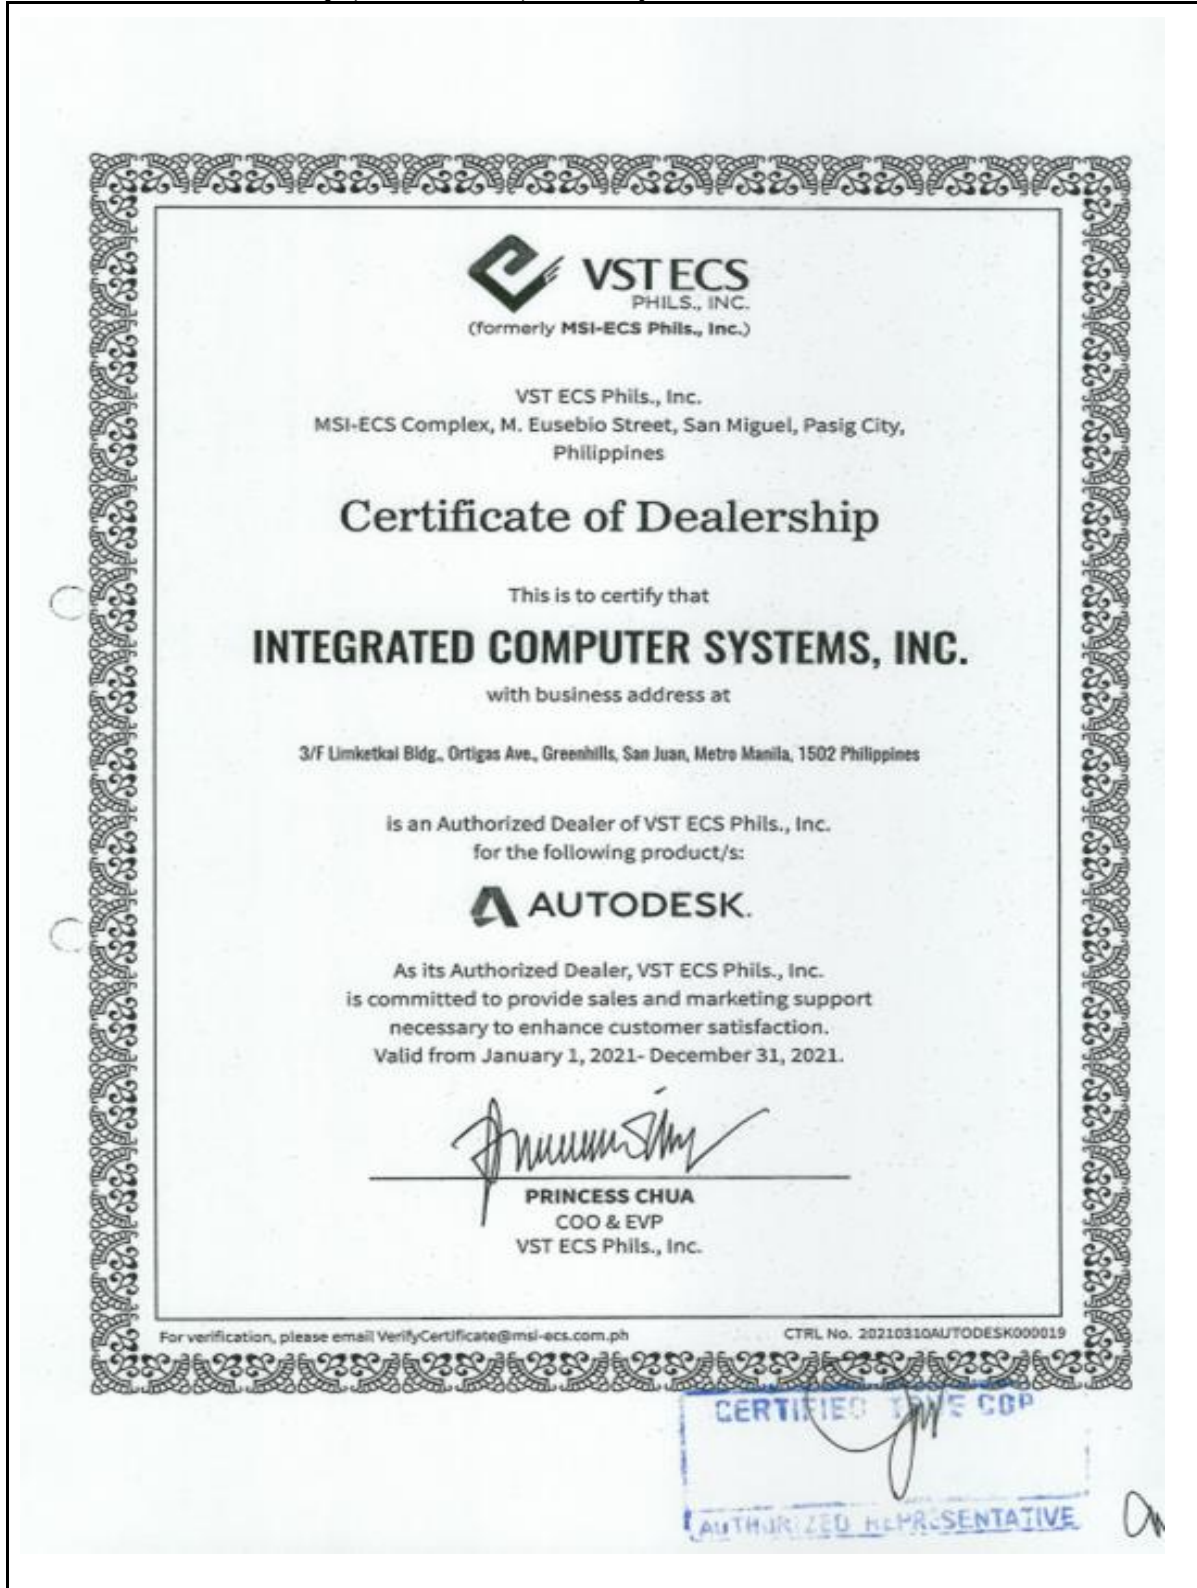 VST ECS
PHILS., INC.
(formerly MSI-ECS Phils., Inc.)
VST ECS Phils., Inc.
MSI-ECS Complex, M. Eusebio Street, San Miguel, Pasig City,
Philippines
Certificate of Dealership
This is to certify that
INTEGRATED COMPUTER SYSTEMS, INC.
with business address at
3/F Limketkai Bldg., Ortigas Ave., Greenhills, San Juan, Metro Manila, 1502 Philippines
is an Authorized Dealer of VST ECS Phils., Inc.
for the following product/s:
AUTODESK.
As its Authorized Dealer, VST ECS Phils., Inc.
is committed to provide sales and marketing support
necessary to enhance customer satisfaction.
Valid from January 1, 2021- December 31, 2021.
PRINCESS CHUA
COO & EVP
VST ECS Phils., Inc.
For verification, please email VerifyCertificate@msi-ecs.com.ph
CTRL No. 20210310AUTODESK000019
CERTIFIED TRUE COP
AUTHORIZED REPRESENTATIVE